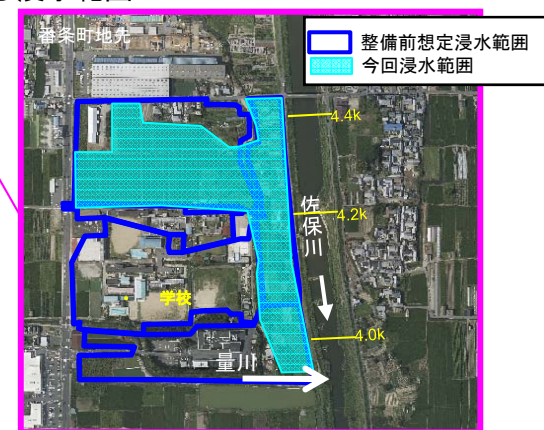 番条町地先
整備前想定浸水範囲
今回浸水範囲
4.4k
4.2k
佐保川
学校
4.0k
量川